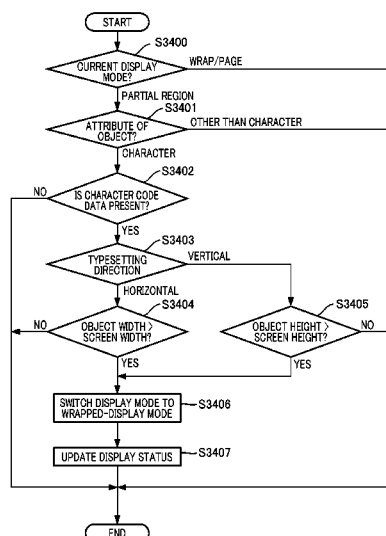 START
S3400
CURRENT DISPLAY
MODE?
WRAP/PAGE
PARTIAL REGION
S3401
ATTRIBUTE OF
OBJECT?
OTHER THAN CHARACTER
CHARACTER
S3402
NO
IS CHARACTER CODE
DATA PRESENT?
YES
S3403
TYPESETTING
DIRECTION
VERTICAL
HORIZONTAL
S3404
S3405
NO
OBJECT WIDTH >
SCREEN WIDTH?
OBJECT HEIGHT >
SCREEN HEIGHT?
NO
YES
YES
SWITCH DISPLAY MODE TO
WRAPPED-DISPLAY MODE
S3406
UPDATE DISPLAY STATUS
S3407
END